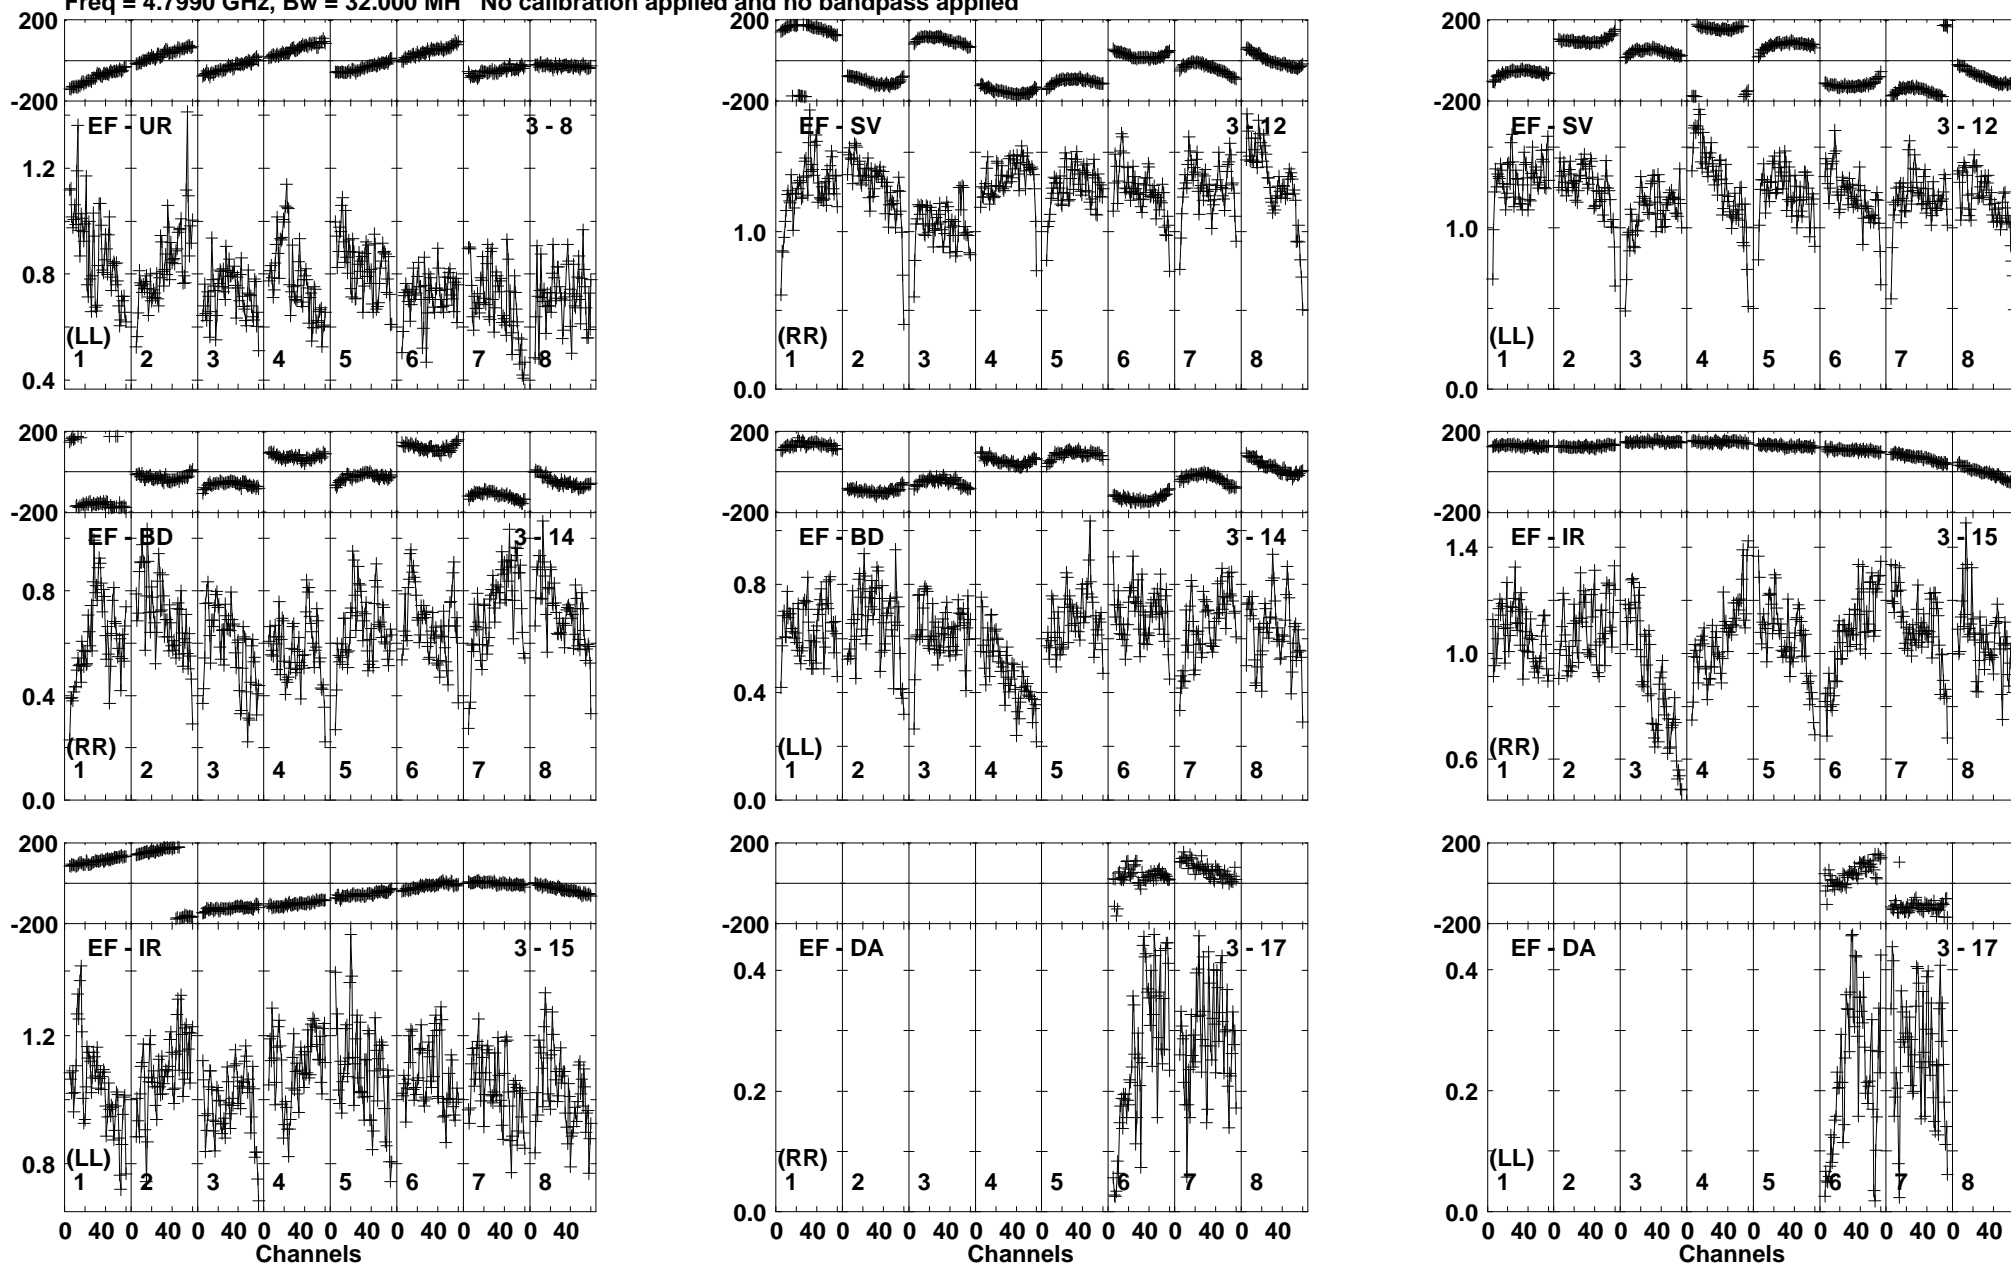 Freq = 4.7990 GHz, Bw = 32.000 MH No calibration applied and no bandpass applied
200
-200
EF - UR 3 - 8
1.2
0.8
0.4
(LL)
1 2 3 4 5 6 7 8
200
-200
EF - SV 3 - 12
1.0
0.0
(RR)
1 2 3 4 5 6 7 8
200
-200
EF - SV 3 - 12
1.0
0.0
(LL)
1 2 3 4 5 6 7 8
200
-200
EF - BD 3 - 14
0.8
0.4
0.0
(RR)
1 2 3 4 5 6 7 8
200
-200
EF - BD 3 - 14
0.8
0.4
0.0
(LL)
1 2 3 4 5 6 7 8
200
-200
EF - IR 3 - 15
1.4
1.0
0.6
(RR)
1 2 3 4 5 6 7 8
200
-200
EF - IR 3 - 15
1.2
0.8
(LL)
1 2 3 4 5 6 7 8
0 40 0 40 0 40 0 40 0 40 0 40 0 40 0 40
Channels
200
-200
EF - DA 3 - 17
0.4
0.2
0.0
(RR)
1 2 3 4 5 6 7 8
0 40 0 40 0 40 0 40 0 40 0 40 0 40 0 40
Channels
200
-200
EF - DA 3 - 17
0.4
0.2
0.0
(LL)
1 2 3 4 5 6 7 8
0 40 0 40 0 40 0 40 0 40 0 40 0 40 0 40
Channels